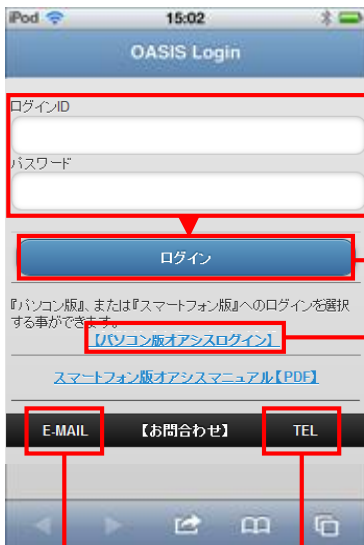 iPod 15:02
OASIS Login
ログインID
パスワード
ログイン
『パソコン版』、または『スマートフォン版』へのログインを選択
する事ができます。
【パソコン版オアシスログイン】
スマートフォン版オアシスマニュアル【PDF】
E-MAIL 【お問合わせ】 TEL